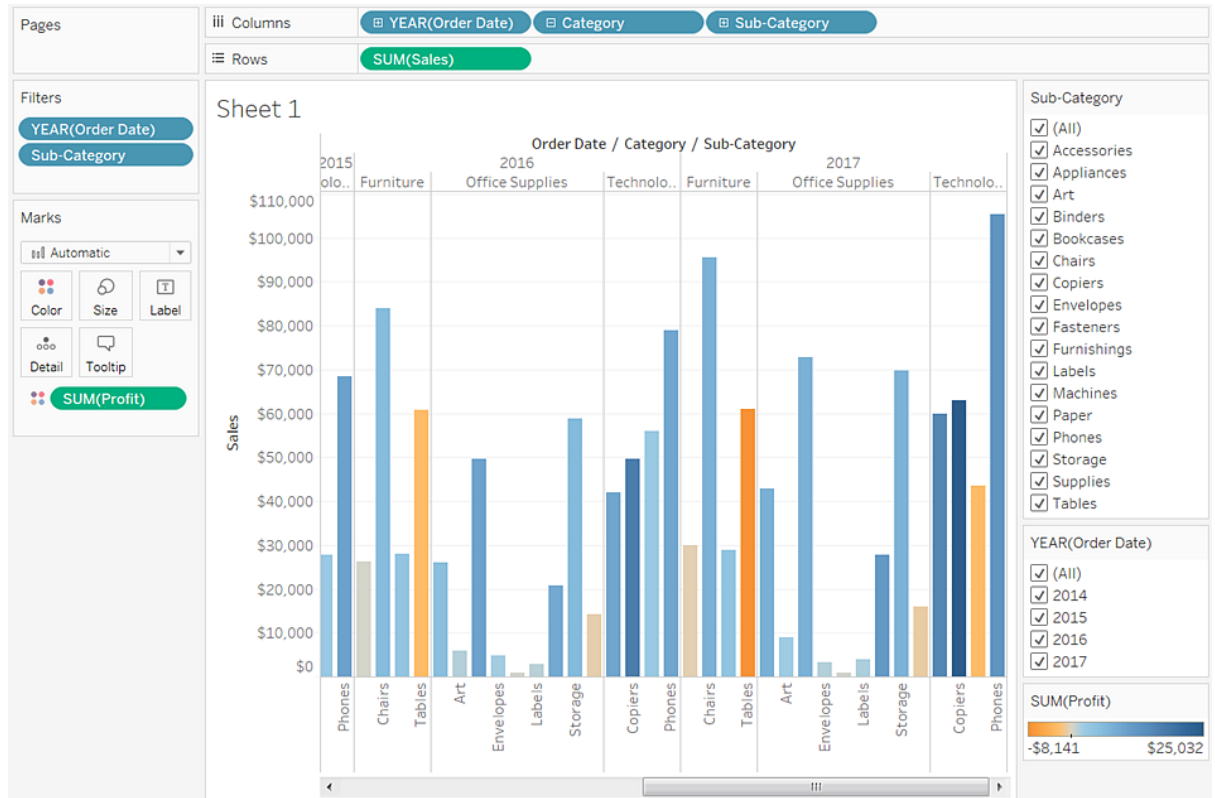 Pages
Columns
YEAR(Order Date)
Category
Sub-Category
Rows
SUM(Sales)
Filters
YEAR(Order Date)
Sub-Category
Marks
Automatic
Color
Size
Label
Detail
Tooltip
SUM(Profit)
Sheet 1
Order Date / Category / Sub-Category
2015 2016 2017
olo.. Furniture Office Supplies Technolo.. Furniture Office Supplies Technolo..
Sales
$110,000
$100,000
$90,000
$80,000
$70,000
$60,000
$50,000
$40,000
$30,000
$20,000
$10,000
$0
Phones
Chairs
Tables
Art
Envelopes
Labels
Storage
Copiers
Phones
Chairs
Tables
Art
Envelopes
Labels
Storage
Copiers
Phones
Sub-Category
(All)
Accessories
Appliances
Art
Binders
Bookcases
Chairs
Copiers
Envelopes
Fasteners
Furnishings
Labels
Machines
Paper
Phones
Storage
Supplies
Tables
YEAR(Order Date)
(All)
2014
2015
2016
2017
SUM(Profit)
-$8,141 $25,032